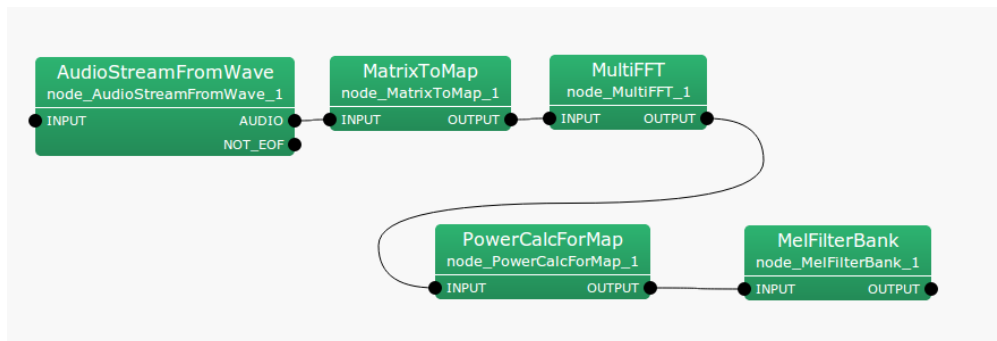 AudioStreamFromWave
node_AudioStreamFromWave_1
INPUT AUDIO
NOT_EOF
MatrixToMap
node_MatrixToMap_1
INPUT OUTPUT
MultiFFT
node_MultiFFT_1
INPUT OUTPUT
PowerCalcForMap
node_PowerCalcForMap_1
INPUT OUTPUT
MelFilterBank
node_MelFilterBank_1
INPUT OUTPUT